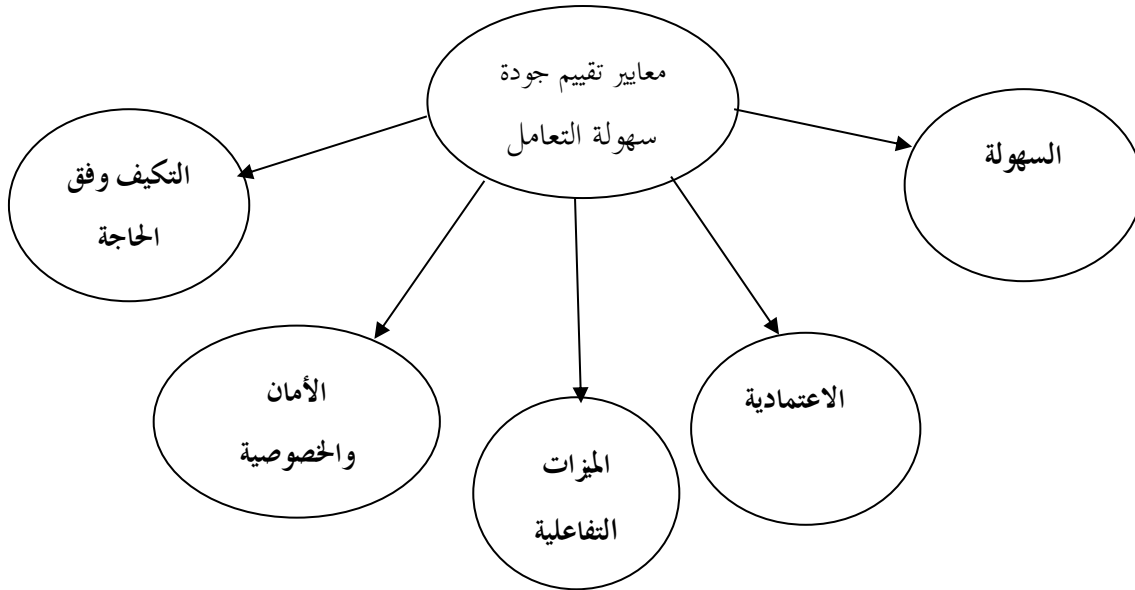 معايير تقييم جودة
سهولة التعامل
السهولة
الاعتمادية
الميزات
التفاعلية
الأمان
والخصوصية
التكيف وفق
الحاجة